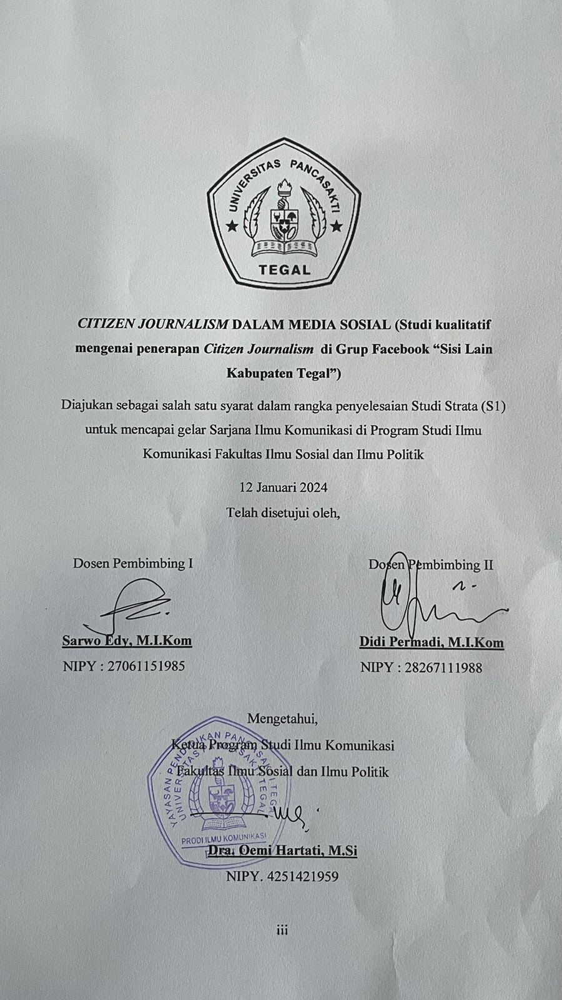 UNIVERSITAS PANCASAKTI
TEGAL
CITIZEN JOURNALISM DALAM MEDIA SOSIAL (Studi kualitatif
mengenai penerapan Citizen Journalism di Grup Facebook “Sisi Lain
Kabupaten Tegal”)
Diajukan sebagai salah satu syarat dalam rangka penyelesaian Studi Strata (S1)
untuk mencapai gelar Sarjana Ilmu Komunikasi di Program Studi Ilmu
Komunikasi Fakultas Ilmu Sosial dan Ilmu Politik
12 Januari 2024
Telah disetujui oleh,
Dosen Pembimbing I
Dosen Pembimbing II
Sarwo Edy, M.I.Kom
Didi Permadi, M.I.Kom
NIPY : 27061151985
NIPY : 28267111988
Mengetahui,
Ketua Program Studi Ilmu Komunikasi
Fakultas Ilmu Sosial dan Ilmu Politik
YAYASAN PENDIDIKAN PANCASAKTI TEGAL
UNIVERSITAS PANCASAKTI TEGAL
PRODI ILMU KOMUNIKASI
Dra. Oemi Hartati, M.Si
NIPY. 4251421959
iii